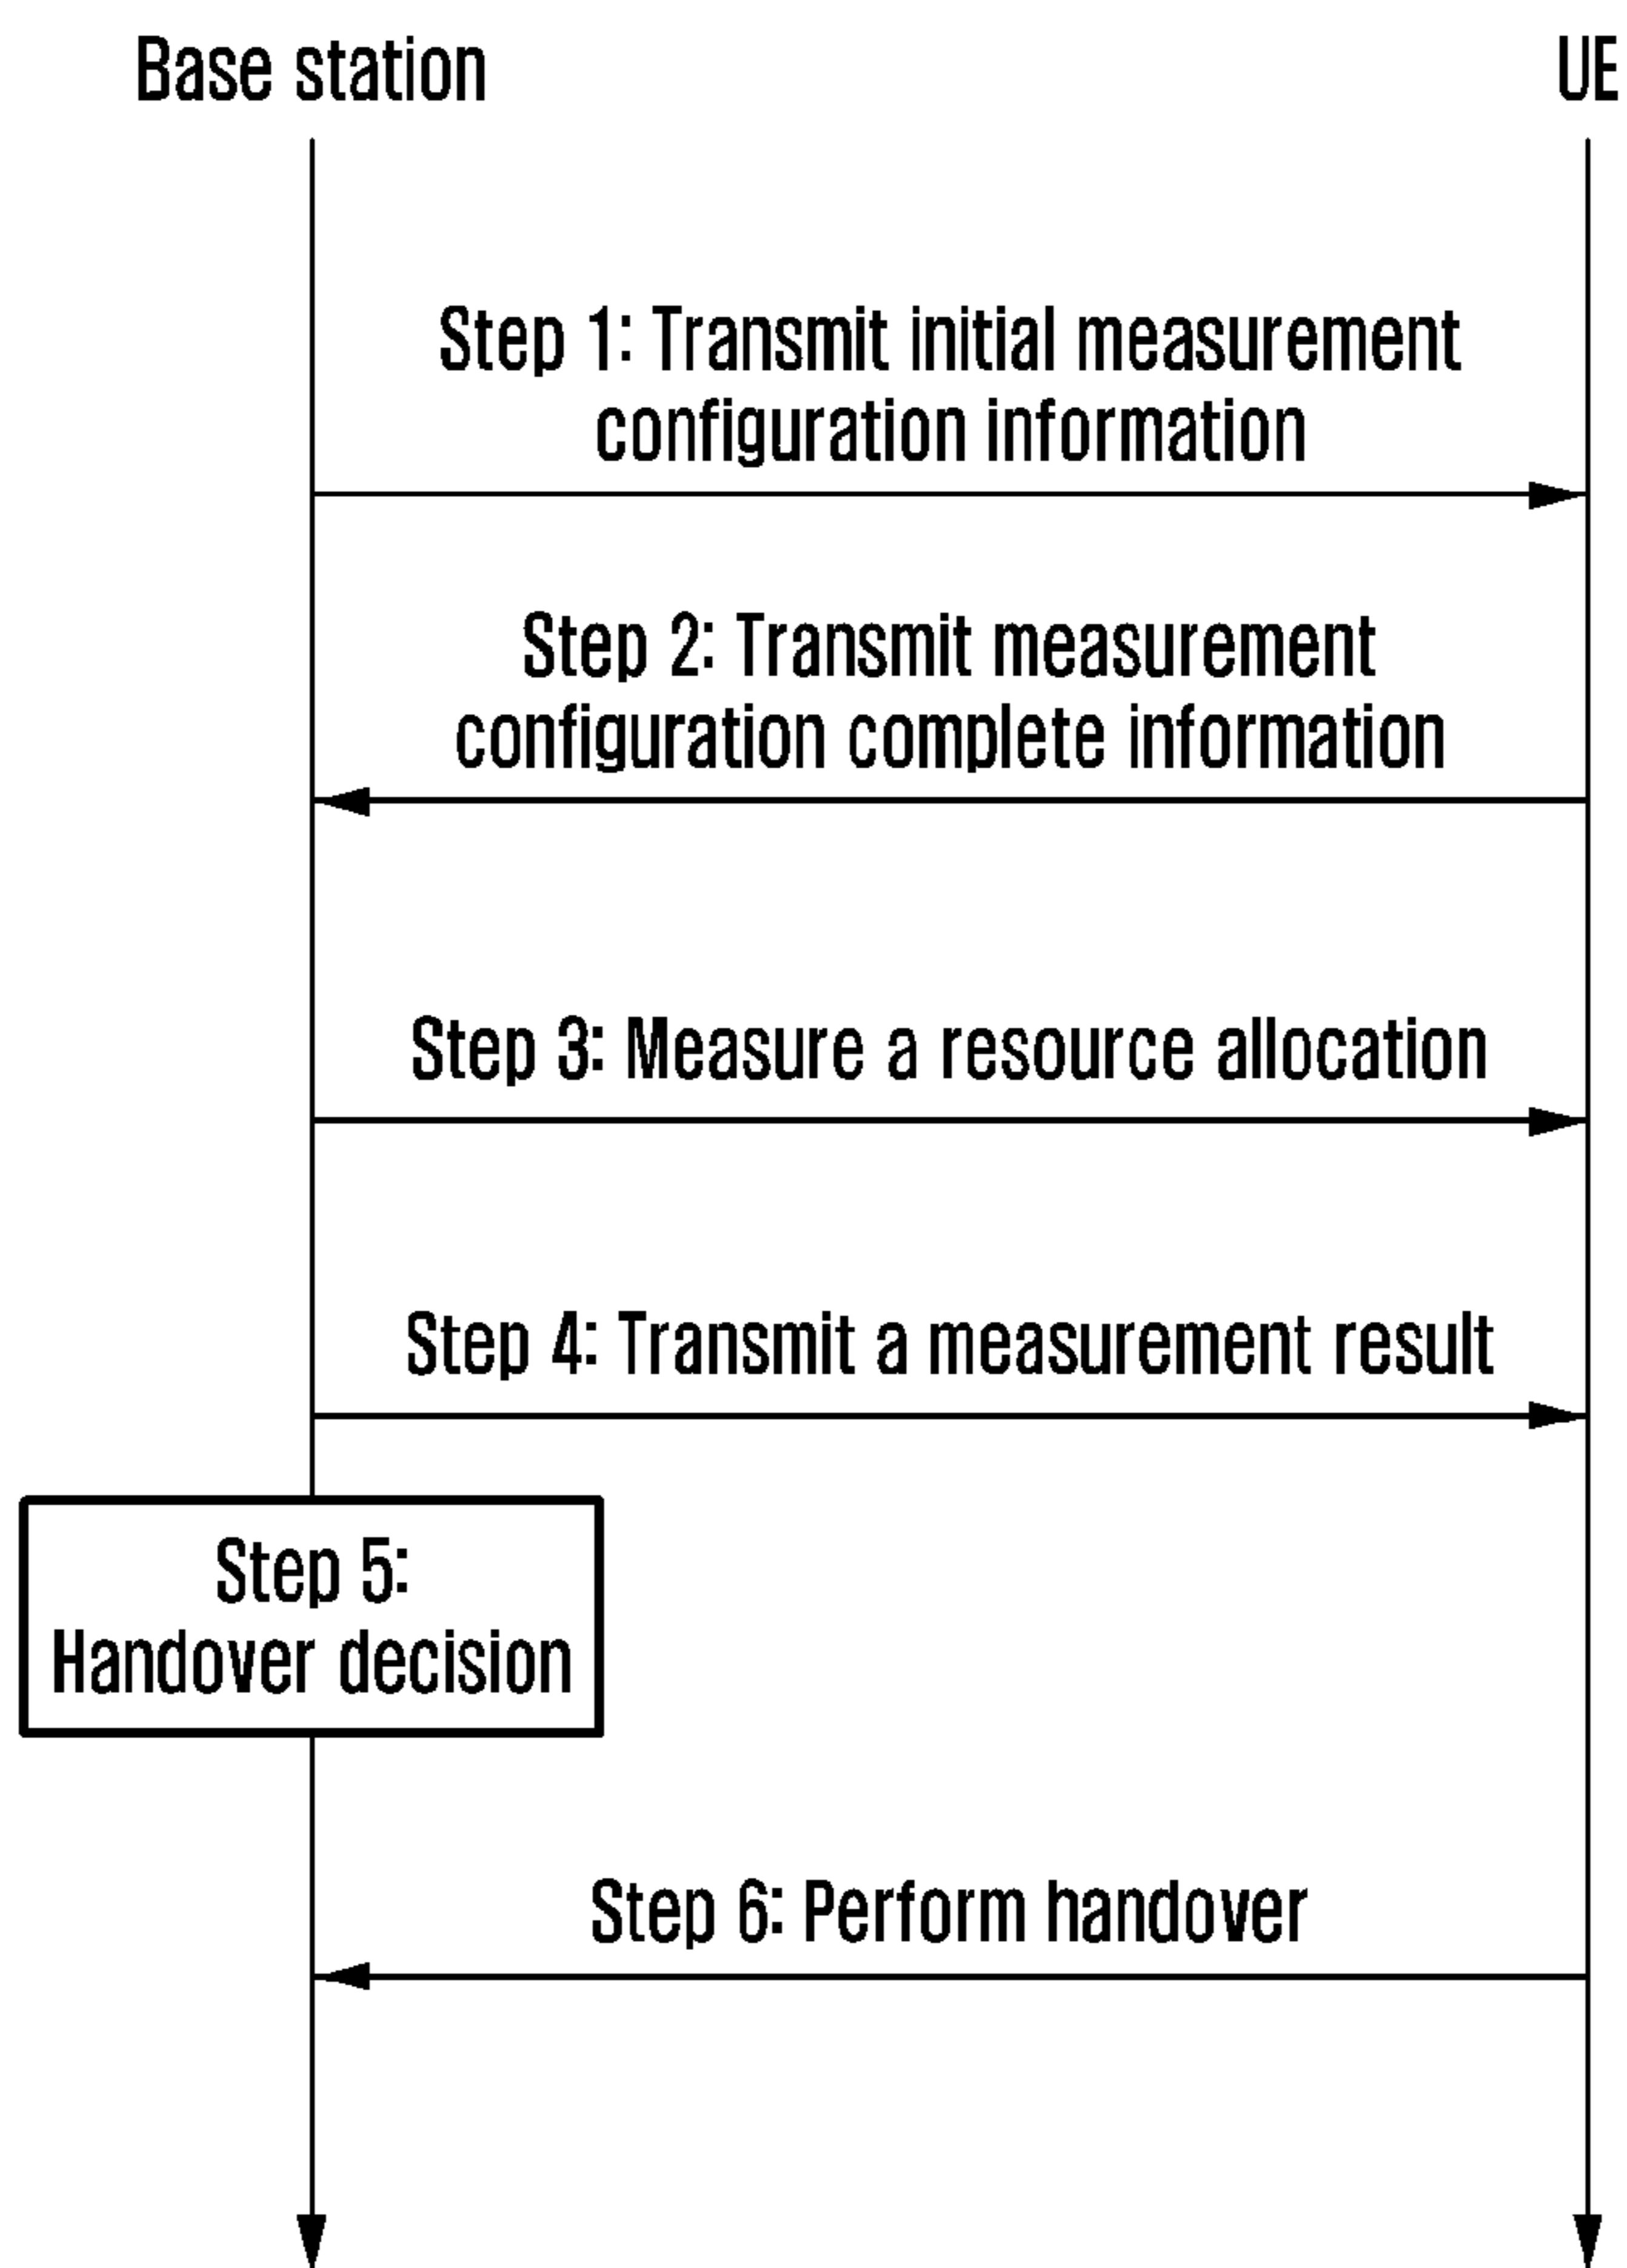 Base station
UE
Step 1: Transmit initial measurement
configuration information
Step 2: Transmit measurement
configuration complete information
Step 3: Measure a resource allocation
Step 4: Transmit a measurement result
Step 5:
Handover decision
Step 6: Perform handover